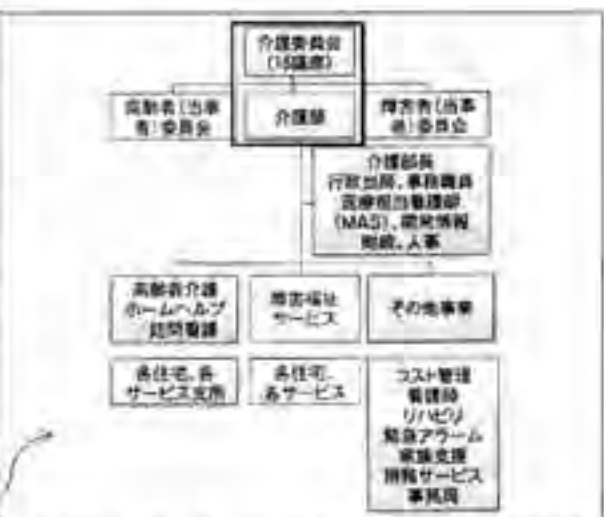 介護委員会
(15議席)
高齢者(当事
者)委員会
介護部
障害者(当事
者)委員会
介護部長
行政当局、事務職員
医療担当看護師
(MAS)、開発情報
財政、人事
高齢者介護
ホームヘルプ
訪問看護
障害福祉
サービス
その他事業
各住宅、各
サービス支所
各住宅、
各サービス
コスト管理
看護師
リハビリ
緊急アラーム
家族支援
サービス
事務局